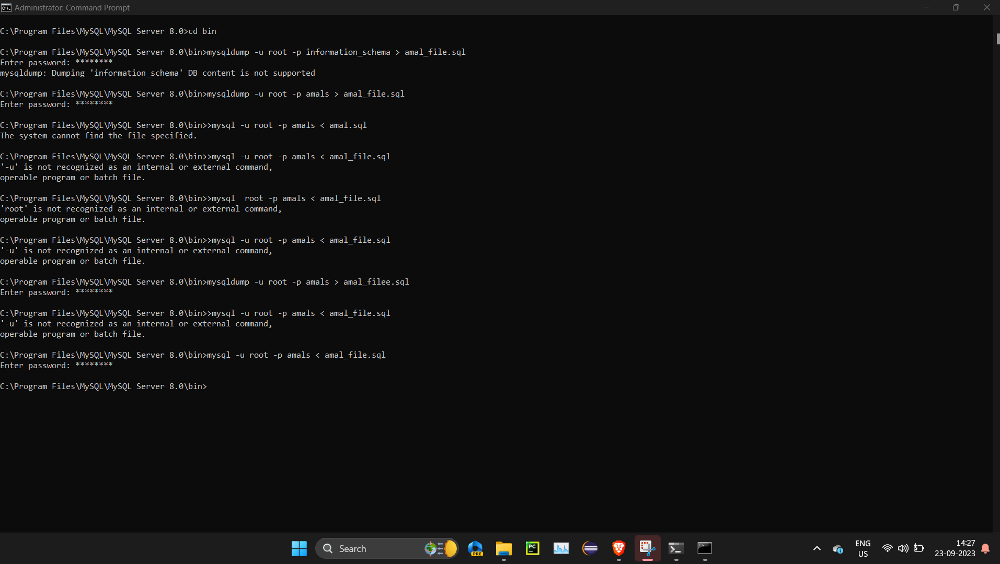 Administrator: Command Prompt
C:\Program Files\MySQL\MySQL Server 8.0>cd bin
C:\Program Files\MySQL\MySQL Server 8.0\bin>mysqldump -u root -p information_schema > amal_file.sql
Enter password: ********
mysqldump: Dumping 'information_schema' DB content is not supported
C:\Program Files\MySQL\MySQL Server 8.0\bin>mysqldump -u root -p amals > amal_file.sql
Enter password: ********
C:\Program Files\MySQL\MySQL Server 8.0\bin>>mysql -u root -p amals < amal.sql
The system cannot find the file specified.
C:\Program Files\MySQL\MySQL Server 8.0\bin>>mysql -u root -p amals < amal_file.sql
'-u' is not recognized as an internal or external command,
operable program or batch file.
C:\Program Files\MySQL\MySQL Server 8.0\bin>>mysql  root -p amals < amal_file.sql
'root' is not recognized as an internal or external command,
operable program or batch file.
C:\Program Files\MySQL\MySQL Server 8.0\bin>>mysql -u root -p amals < amal_file.sql
'-u' is not recognized as an internal or external command,
operable program or batch file.
C:\Program Files\MySQL\MySQL Server 8.0\bin>mysqldump -u root -p amals > amal_filee.sql
Enter password: ********
C:\Program Files\MySQL\MySQL Server 8.0\bin>>mysql -u root -p amals < amal_file.sql
'-u' is not recognized as an internal or external command,
operable program or batch file.
C:\Program Files\MySQL\MySQL Server 8.0\bin>mysql -u root -p amals < amal_file.sql
Enter password: ********
C:\Program Files\MySQL\MySQL Server 8.0\bin>
Search
PRE
PC
ENG
US
14:27
23-09-2023